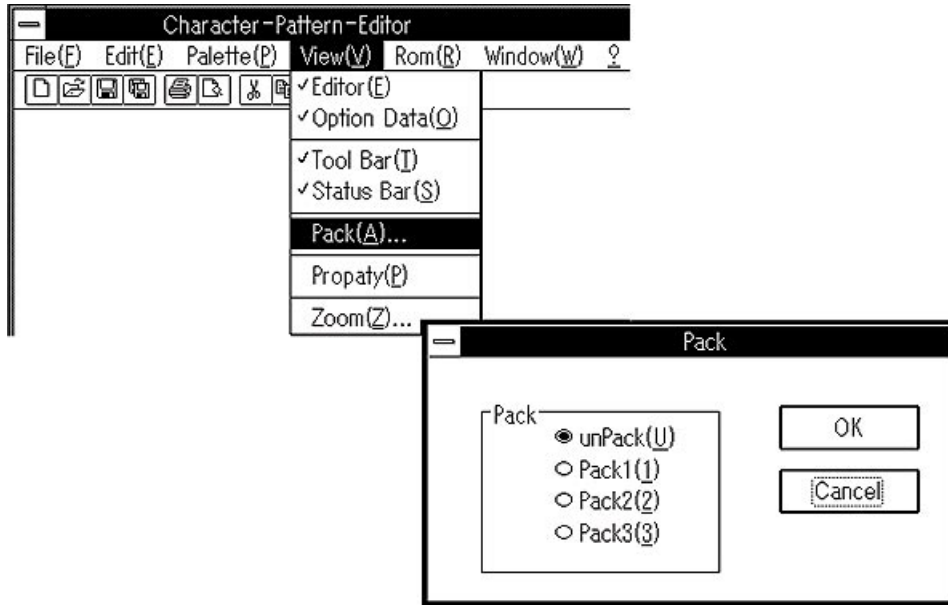 Character-Pattern-Editor
File(F) Edit(E) Palette(P) View(V) Rom(R) Window(W) ?
✓Editor(E)
✓Option Data(O)
✓Tool Bar(T)
✓Status Bar(S)
Pack(A)...
Propaty(P)
Zoom(Z)...
Pack
Pack
unPack(U)
Pack1(1)
Pack2(2)
Pack3(3)
OK
Cancel